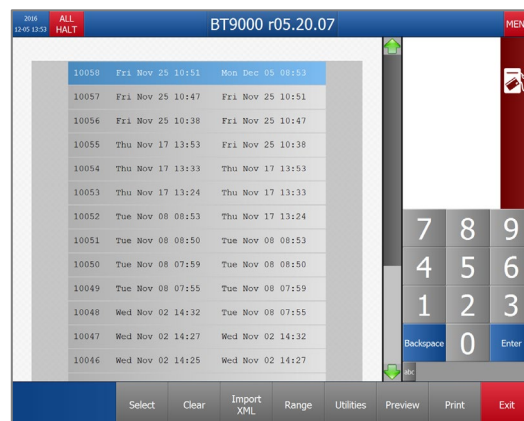 2016
12-05 13:53
ALL
HALT
BT9000 r05.20.07
MEN
10058 Fri Nov 25 10:51 Mon Dec 05 08:53
10057 Fri Nov 25 10:47 Fri Nov 25 10:51
10056 Fri Nov 25 10:38 Fri Nov 25 10:47
10055 Thu Nov 17 13:53 Fri Nov 25 10:38
10054 Thu Nov 17 13:33 Thu Nov 17 13:53
10053 Thu Nov 17 13:24 Thu Nov 17 13:33
10052 Tue Nov 08 08:53 Thu Nov 17 13:24
10051 Tue Nov 08 08:50 Tue Nov 08 08:53
10050 Tue Nov 08 07:59 Tue Nov 08 08:50
10049 Tue Nov 08 07:55 Tue Nov 08 07:59
10048 Wed Nov 02 14:32 Tue Nov 08 07:55
10047 Wed Nov 02 14:27 Wed Nov 02 14:32
10046 Wed Nov 02 14:25 Wed Nov 02 14:27
7 8 9
4 5 6
1 2 3
Backspace 0 Enter
abc
Select Clear Import XML Range Utilities Preview Print Exit